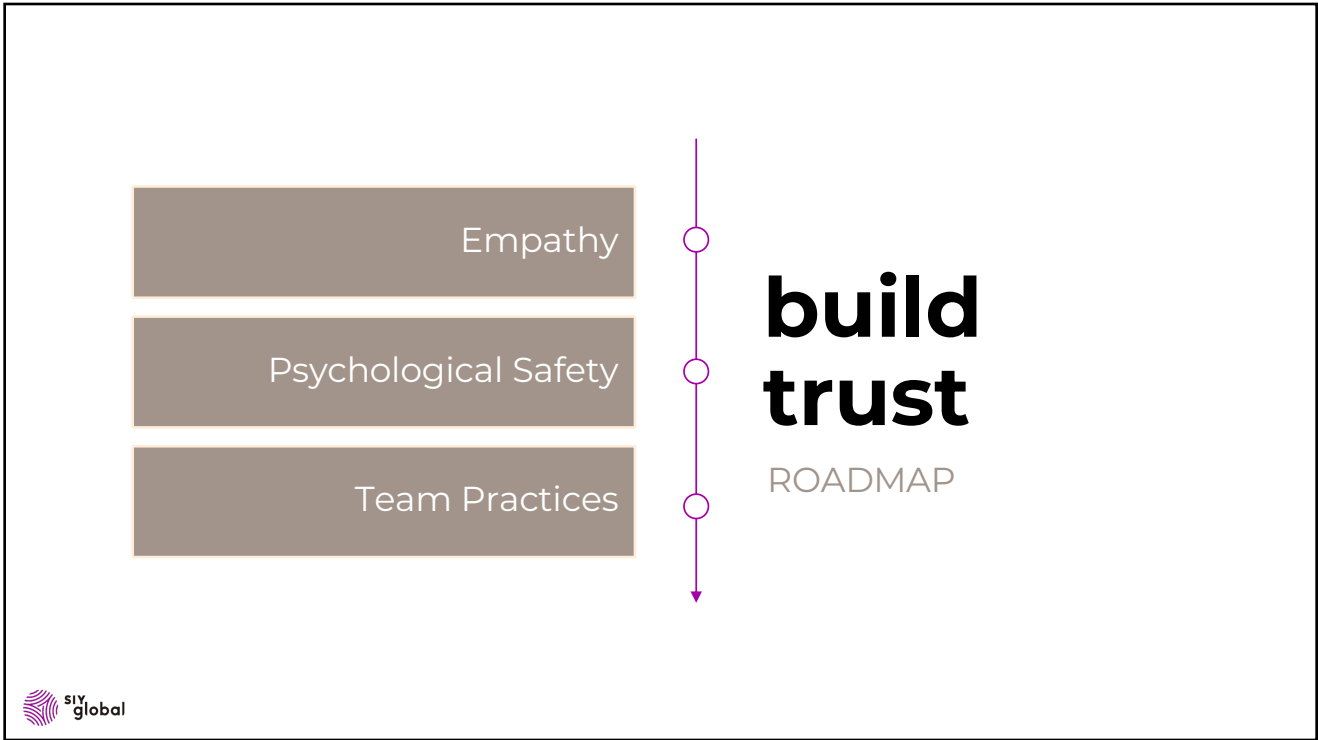 Empathy
Psychological Safety
Team Practices
build
trust
ROADMAP
SIY
global